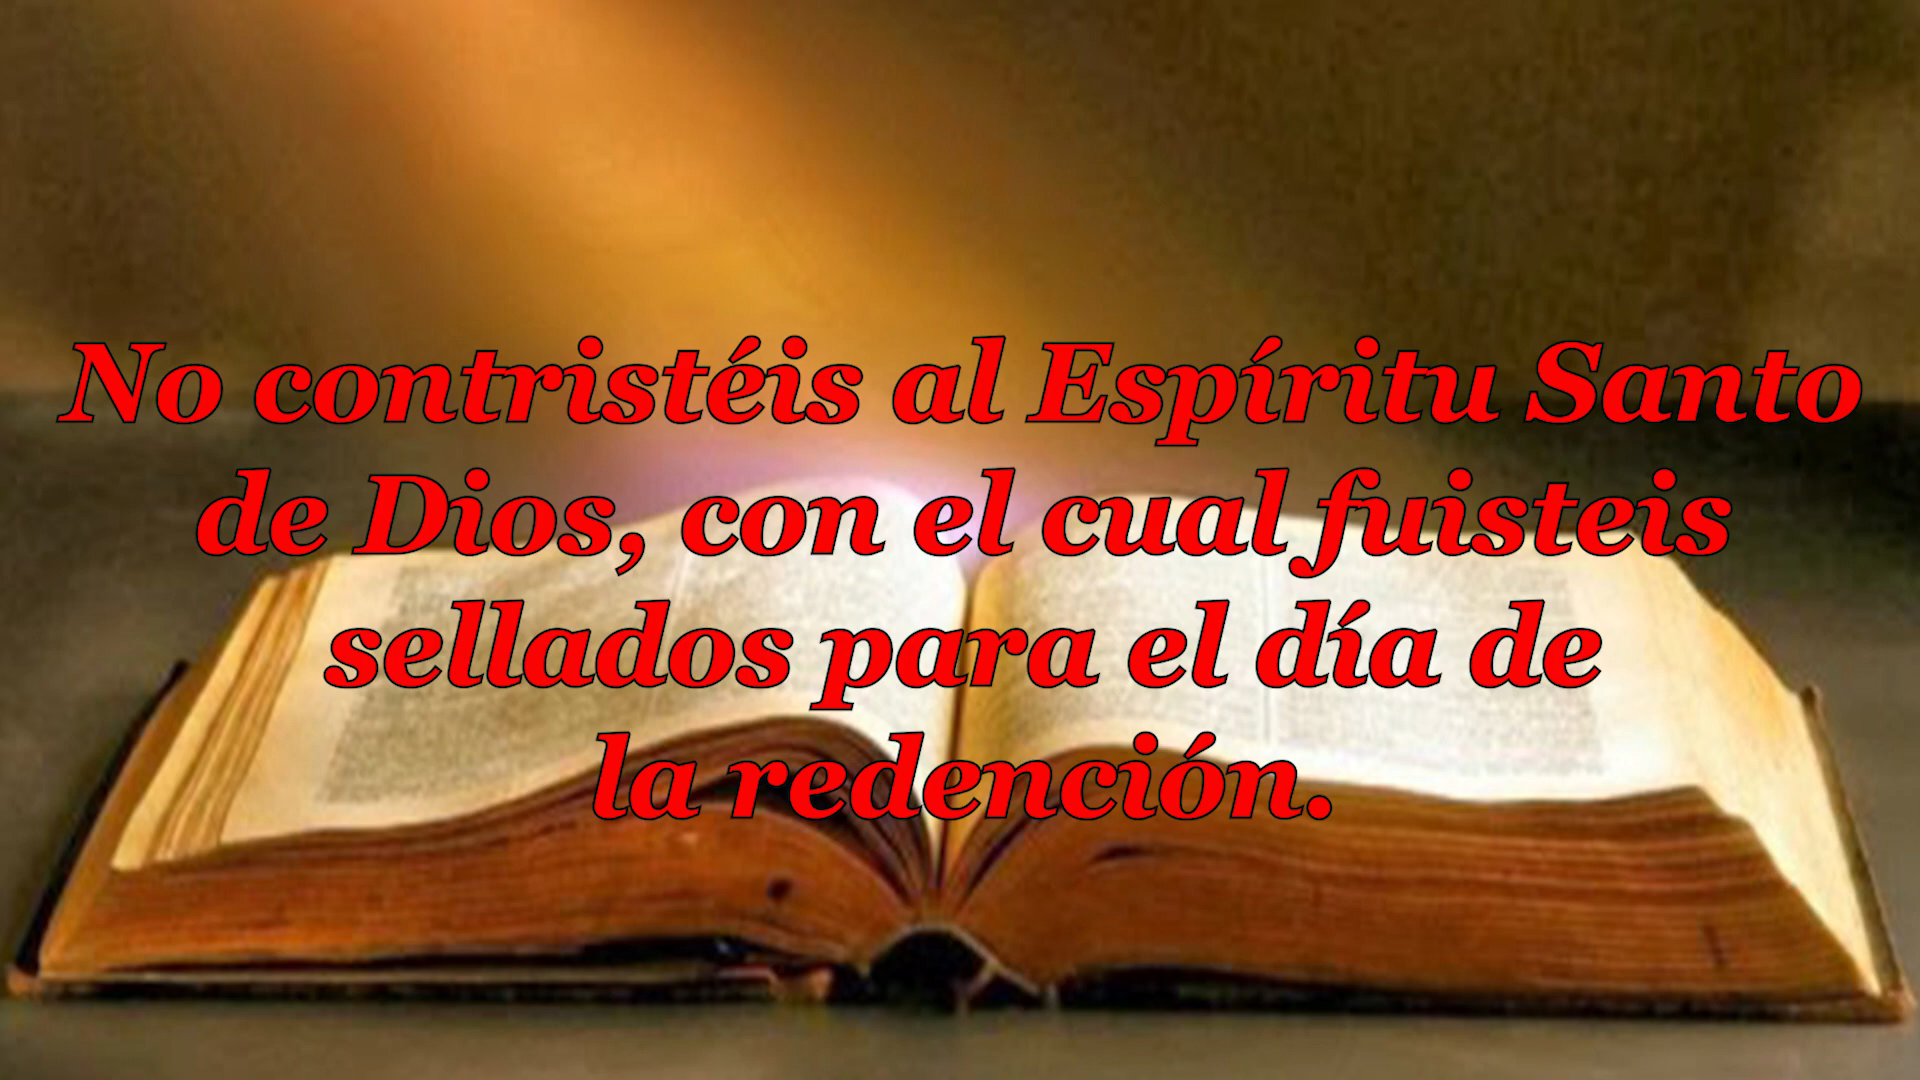 No contristéis al Espíritu Santo
de Dios, con el cual fuisteis
sellados para el día de
la redención.